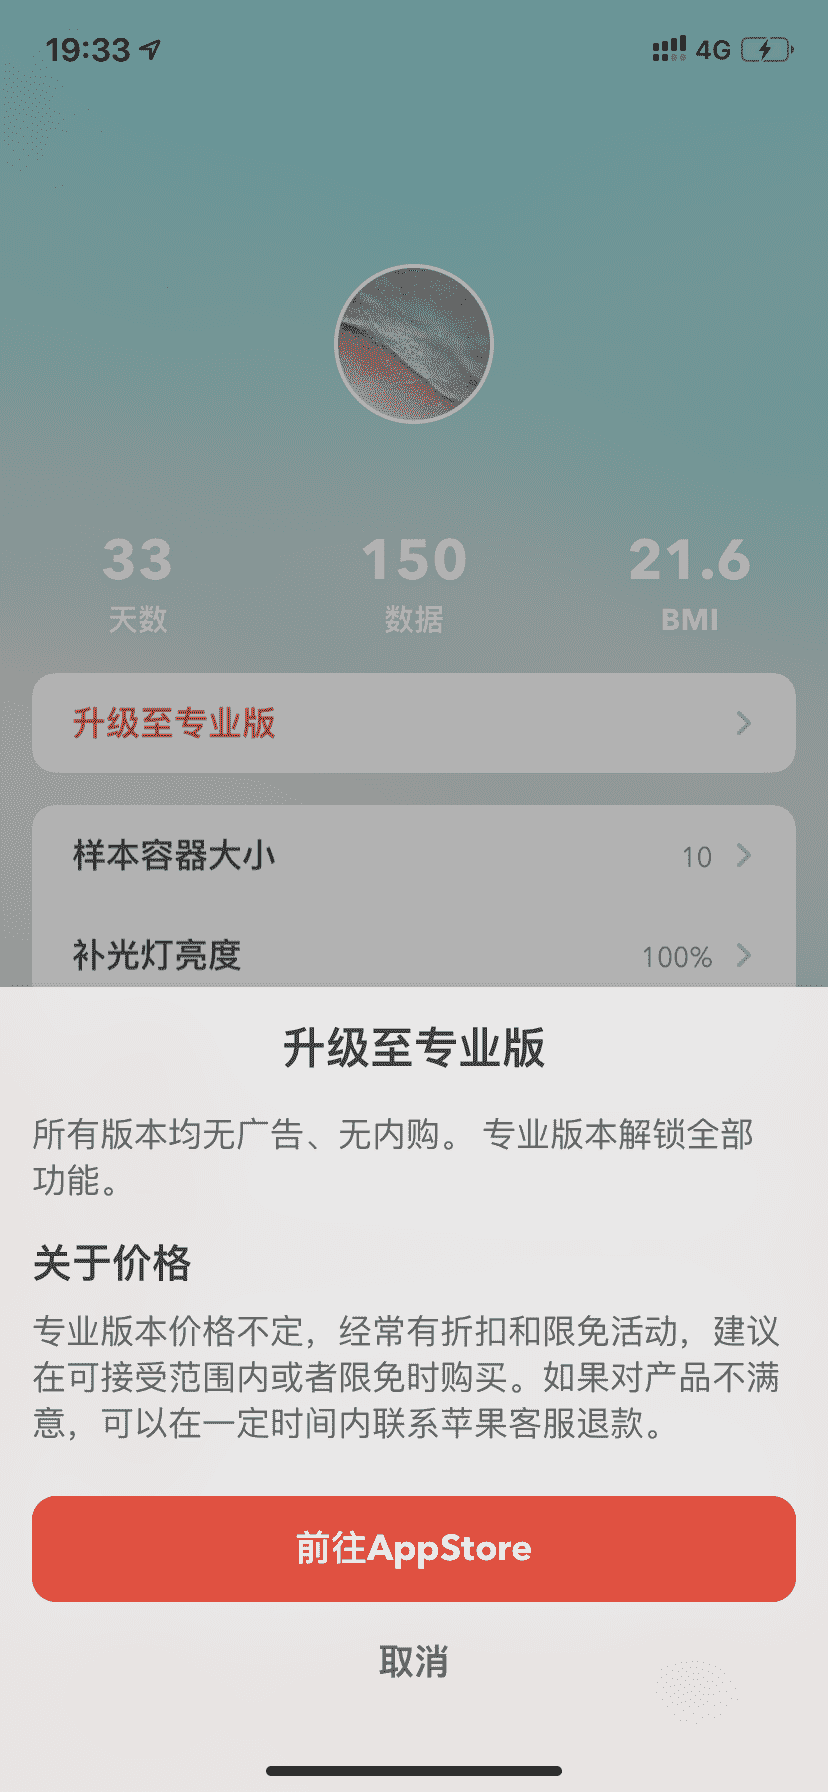 19:33
4G
33
150
21.6
天数
数据
BMI
升级至专业版
样本容器大小
10
补光灯亮度
100%
升级至专业版
所有版本均无广告、无内购。 专业版本解锁全部
功能。
关于价格
专业版本价格不定，经常有折扣和限免活动，建议
在可接受范围内或者限免时购买。如果对产品不满
意，可以在一定时间内联系苹果客服退款。
前往AppStore
取消